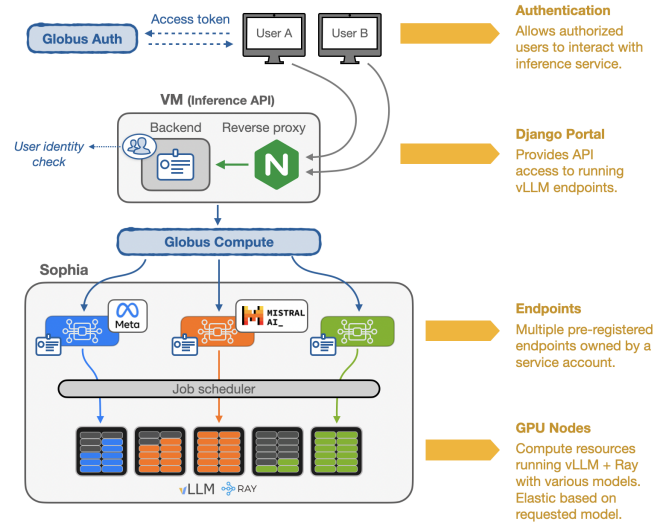 Globus Auth
Access token
User A
User B
Authentication
Allows authorized
users to interact with
inference service.
VM (Inference API)
Backend
Reverse proxy
N
User identity
check
Django Portal
Provides API
access to running
vLLM endpoints.
Globus Compute
Sophia
Meta
MISTRAL
AI_
Endpoints
Multiple pre-registered
endpoints owned by a
service account.
Job scheduler
GPU Nodes
Compute resources
running vLLM + Ray
with various models.
Elastic based on
requested model.
vLLM
RAY